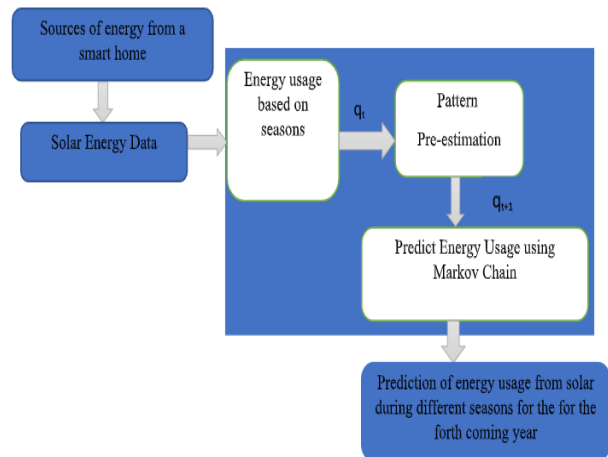 Sources of energy from a
smart home
Solar Energy Data
Energy usage
based on
seasons
qt
Pattern
Pre-estimation
qt+1
Predict Energy Usage using
Markov Chain
Prediction of energy usage from solar
during different seasons for the for the
forth coming year